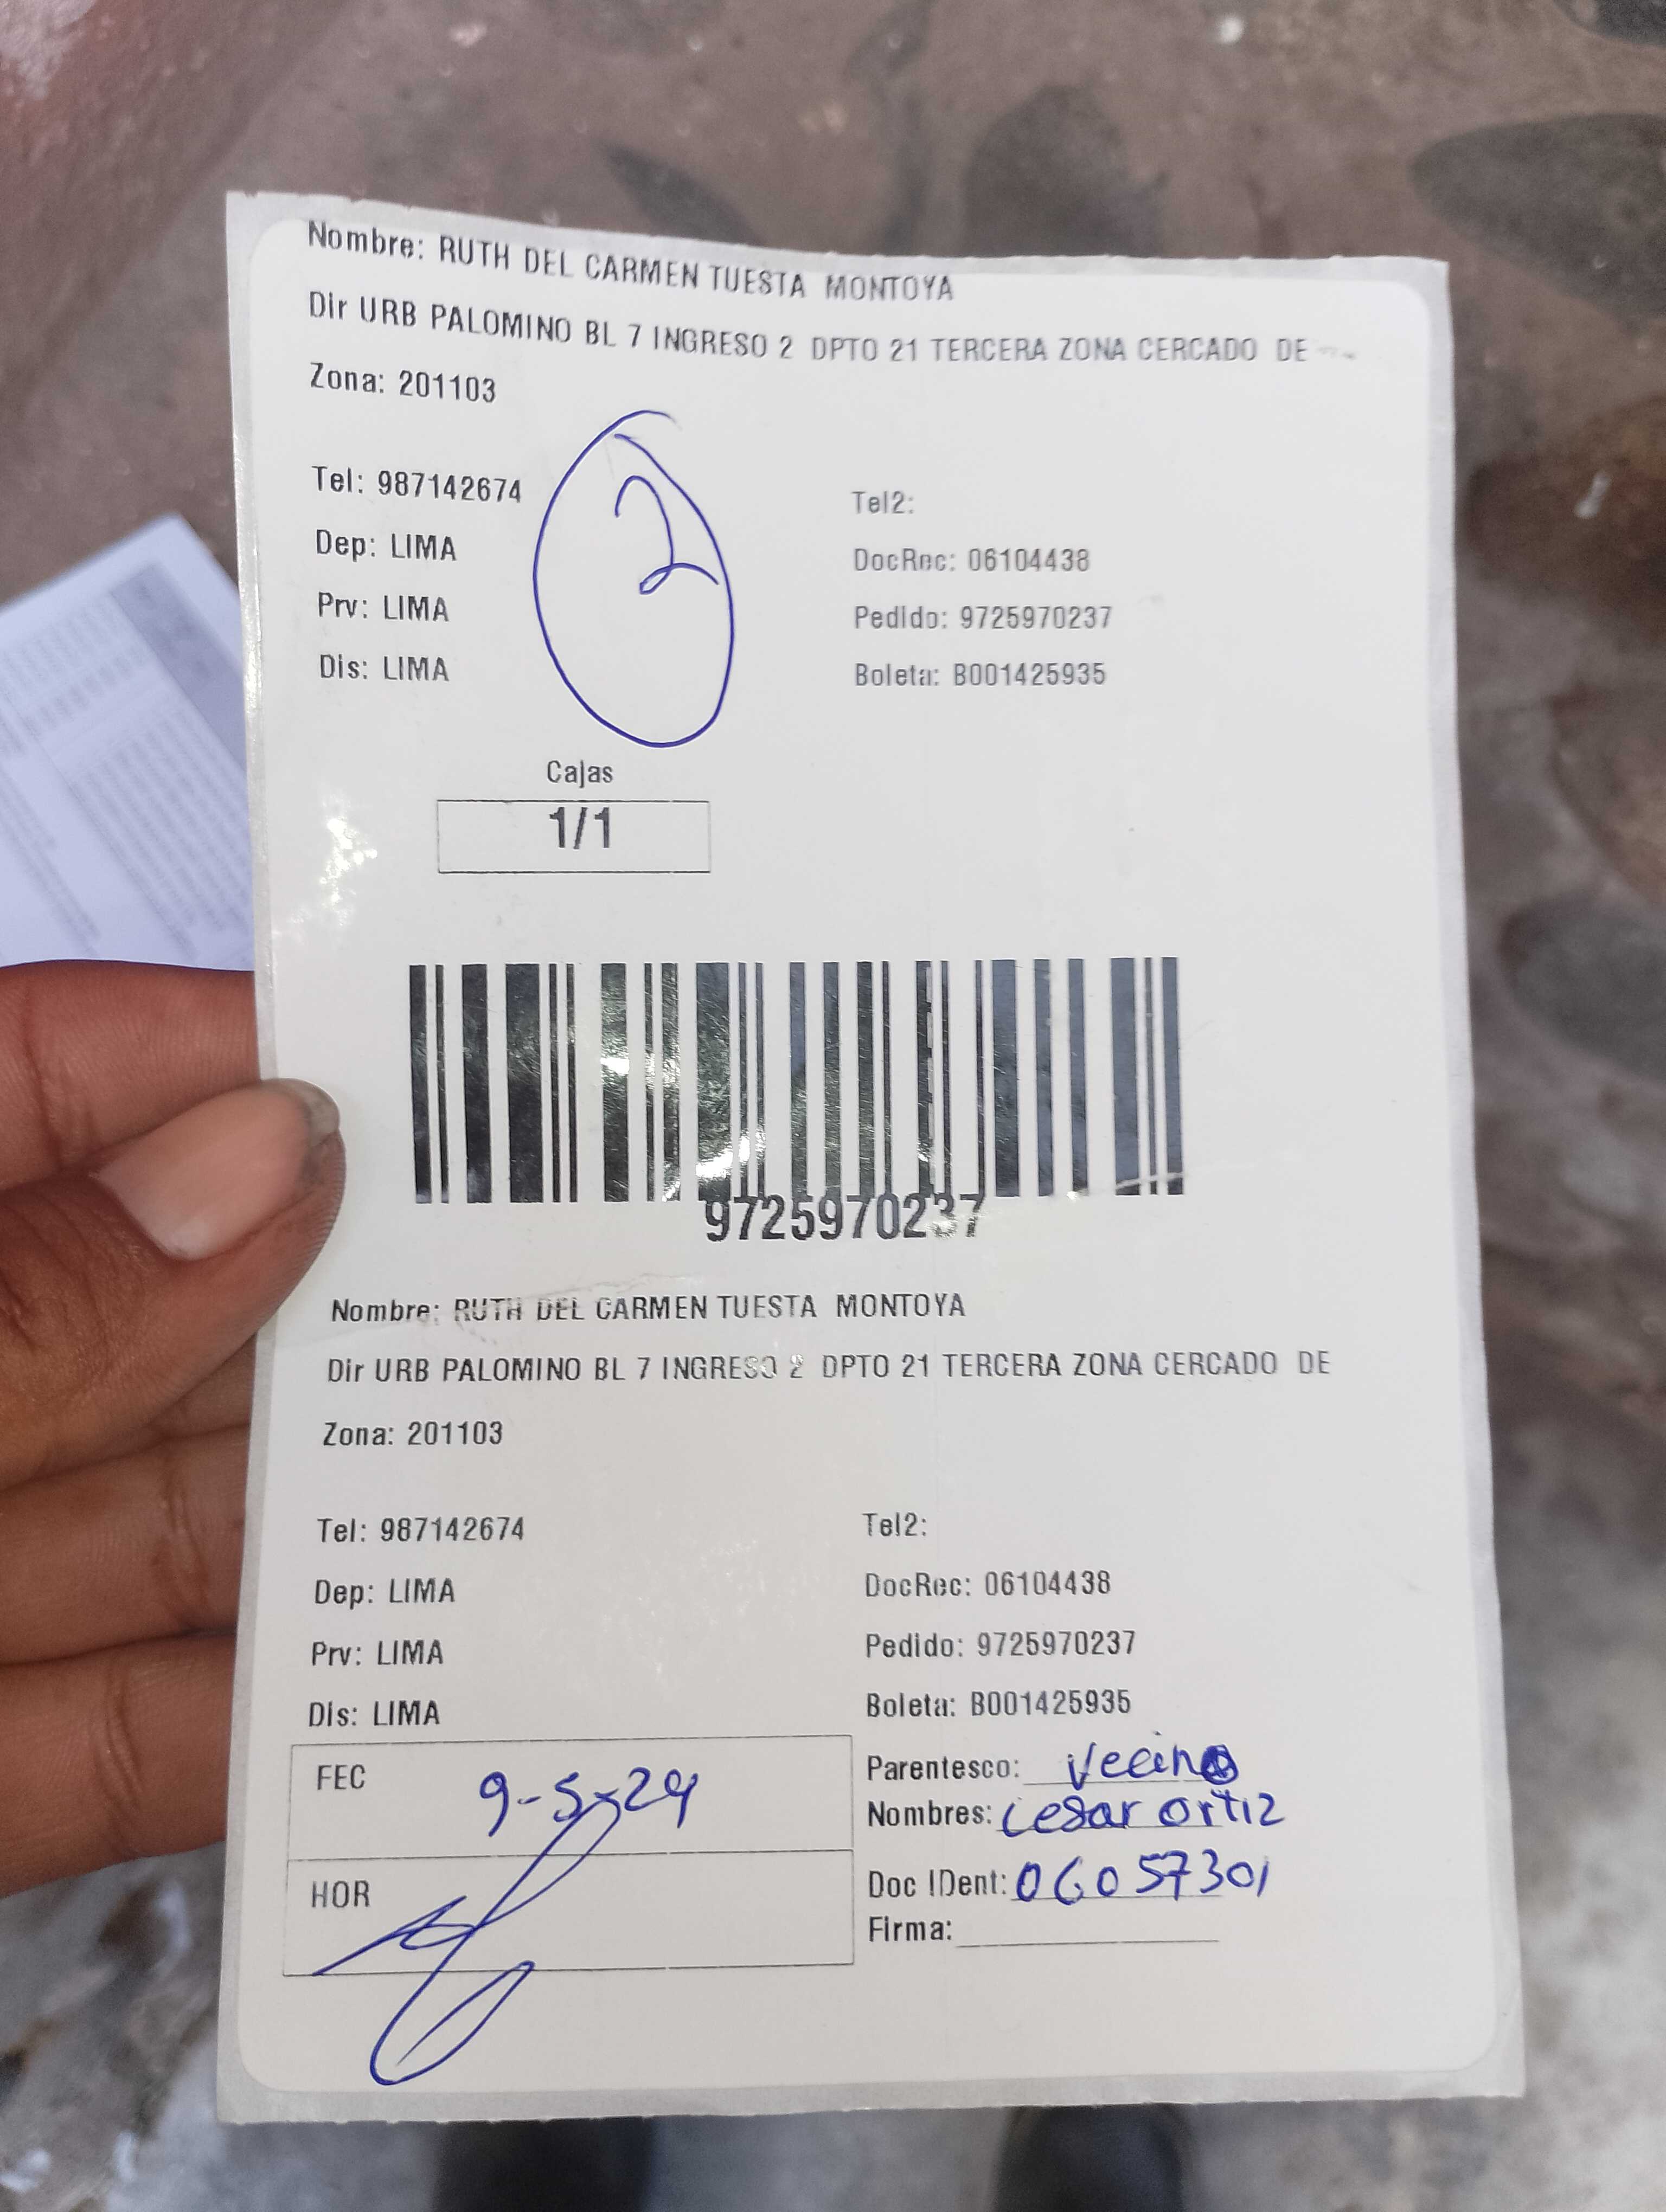 Nombre: RUTH DEL CARMEN TUESTA MONTOYA
Dir URB PALOMINO BL 7 INGRESO 2 DPTO 21 TERCERA ZONA CERCADO DE
Zona: 201103
2
Tel: 987142674
Tel2:
Dep: LIMA
DocRec: 06104438
Prv: LIMA
Pedido: 9725970237
Dis: LIMA
Boleta: B001425935
Cajas
1/1
9725970237
Nombre: RUTH DEL CARMEN TUESTA MONTOYA
Dir URB PALOMINO BL 7 INGRESO 2 DPTO 21 TERCERA ZONA CERCADO DE
Zona: 201103
Tel: 987142674
Tel2:
Dep: LIMA
DocRec: 06104438
Prv: LIMA
Pedido: 9725970237
Dis: LIMA
Boleta: B001425935
FEC 9-5-24
Parentesco: Vecino
Nombres: Cesar Ortiz
HOR
Doc IDent: 06057301
Firma: